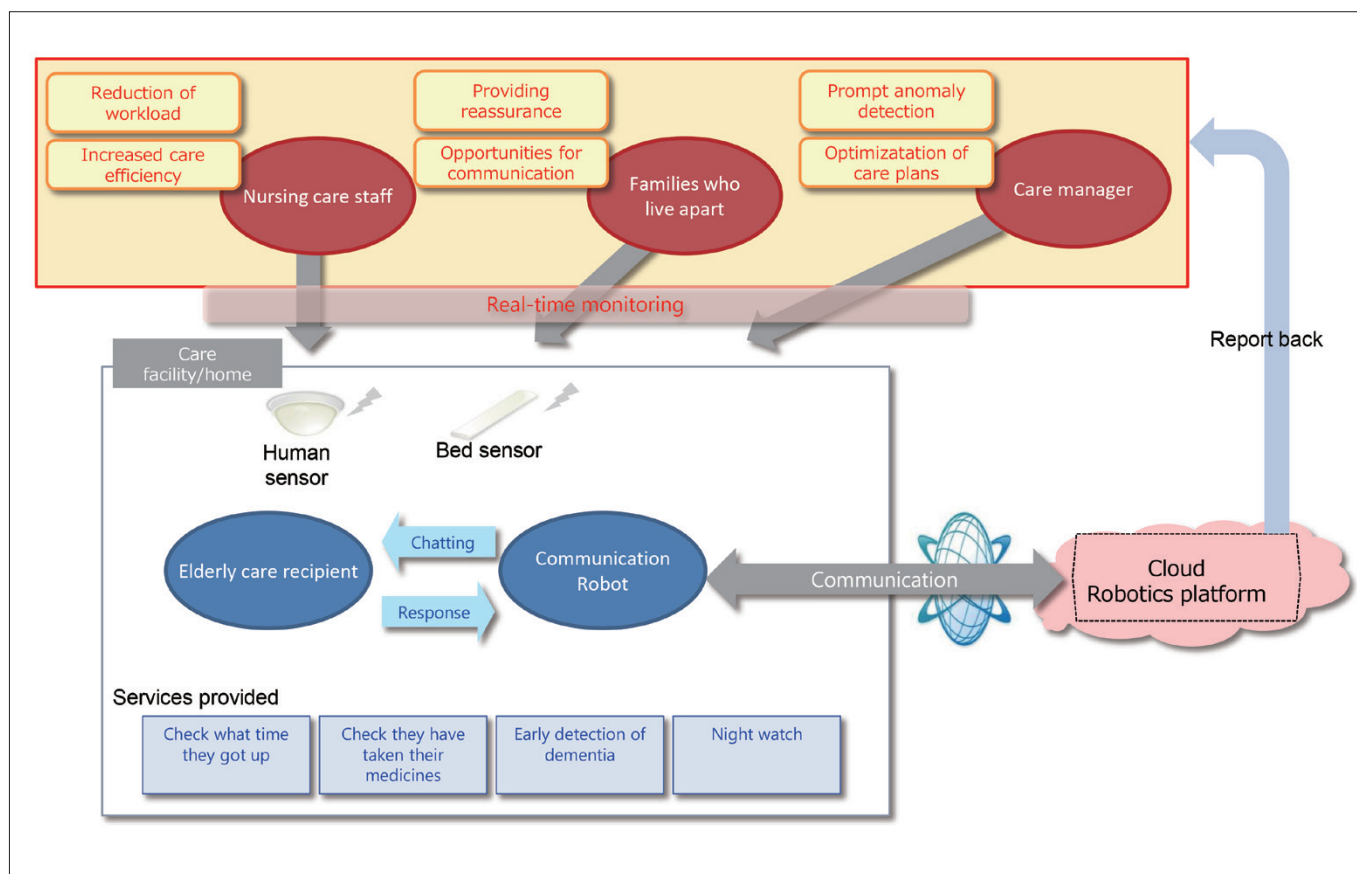 Reduction of
workload
Increased care
efficiency
Nursing care staff
Providing
reassurance
Opportunities for
communication
Families who
live apart
Prompt anomaly
detection
Optimizatation of
care plans
Care manager
Real-time monitoring
Report back
Care
facility/home
Human
sensor
Bed sensor
Elderly care recipient
Chatting
Response
Communication
Robot
Communication
Cloud
Robotics platform
Services provided
Check what time
they got up
Check they have
taken their
medicines
Early detection of
dementia
Night watch